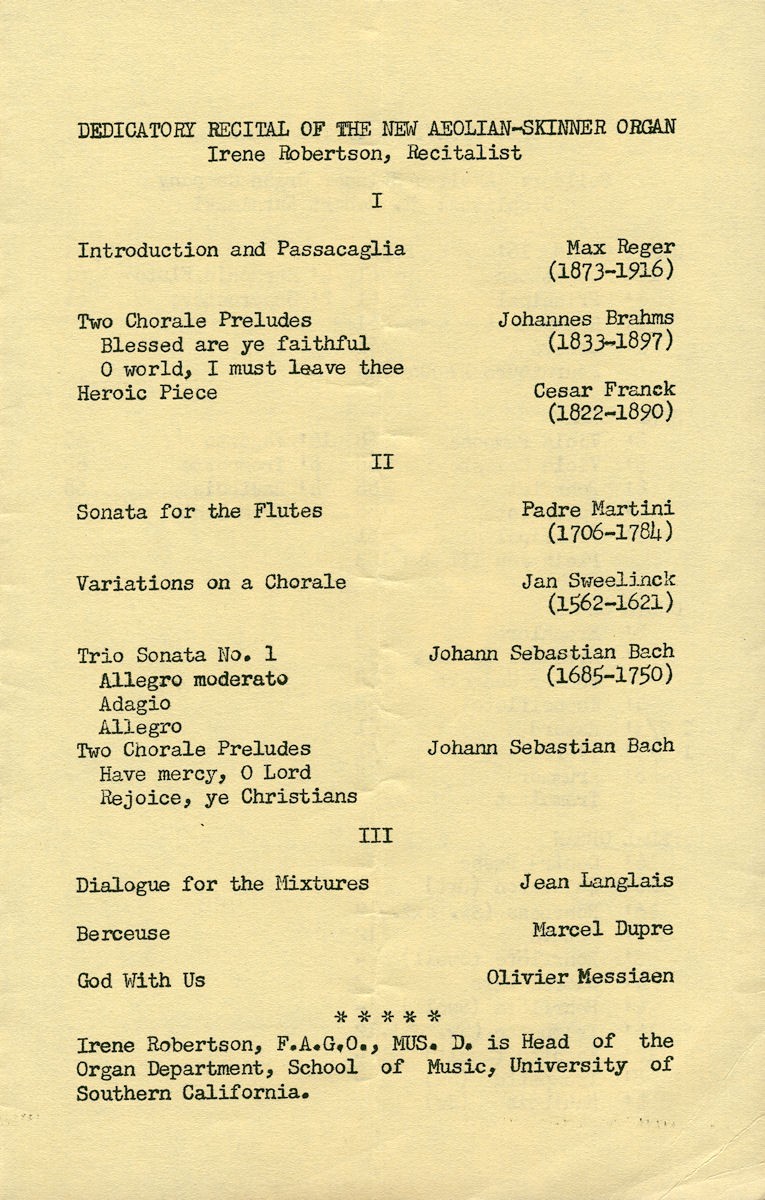 DEDICATORY RECITAL OF THE NEW AEOLIAN-SKINNER ORGAN
Irene Robertson, Recitalist
I
Introduction and Passacaglia Max Reger
(1873-1916)
Two Chorale Preludes Johannes Brahms
Blessed are ye faithful (1833-1897)
O world, I must leave thee
Heroic Piece Cesar Franck
(1822-1890)
II
Sonata for the Flutes Padre Martini
(1706-1784)
Variations on a Chorale Jan Sweelinck
(1562-1621)
Trio Sonata No. 1 Johann Sebastian Bach
Allegro moderato (1685-1750)
Adagio
Allegro
Two Chorale Preludes Johann Sebastian Bach
Have mercy, O Lord
Rejoice, ye Christians
III
Dialogue for the Mixtures Jean Langlais
Berceuse Marcel Dupre
God With Us Olivier Messiaen
* * * * *
Irene Robertson, F.A.G.O., MUS. D. is Head of the
Organ Department, School of Music, University of
Southern California.